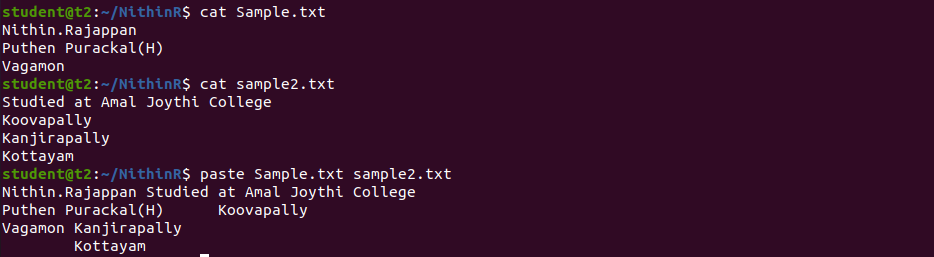 student@t2:~/NithinR$ cat Sample.txt
Nithin.Rajappan
Puthen Purackal(H)
Vagamon
student@t2:~/NithinR$ cat sample2.txt
Studied at Amal Joythi College
Koovapally
Kanjirapally
Kottayam
student@t2:~/NithinR$ paste Sample.txt sample2.txt
Nithin.Rajappan Studied at Amal Joythi College
Puthen Purackal(H)      Koovapally
Vagamon Kanjirapally
        Kottayam